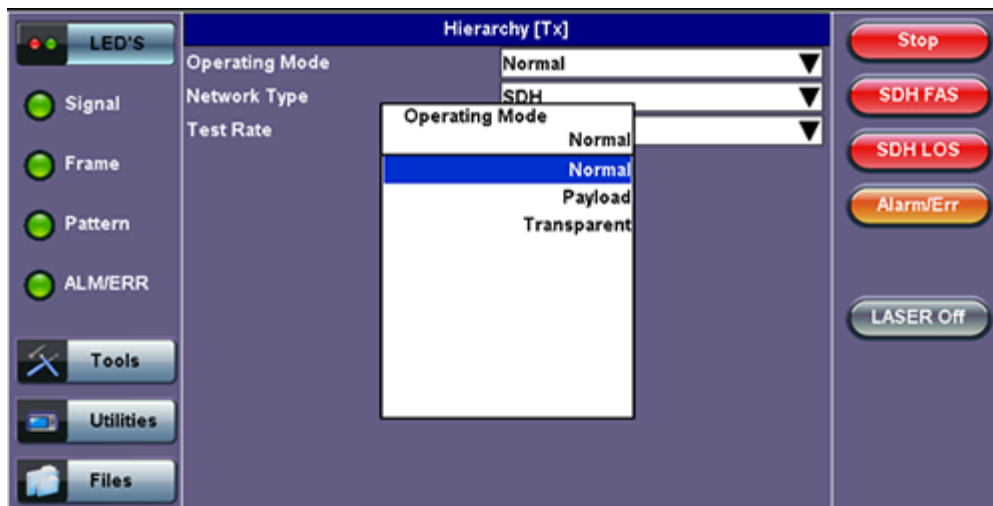 LED'S
Signal
Frame
Pattern
ALM/ERR
Tools
Utilities
Files
Hierarchy [Tx]
Operating Mode Normal
Network Type SDH
Test Rate
Operating Mode
Normal
Normal
Payload
Transparent
Stop
SDH FAS
SDH LOS
Alarm/Err
LASER Off